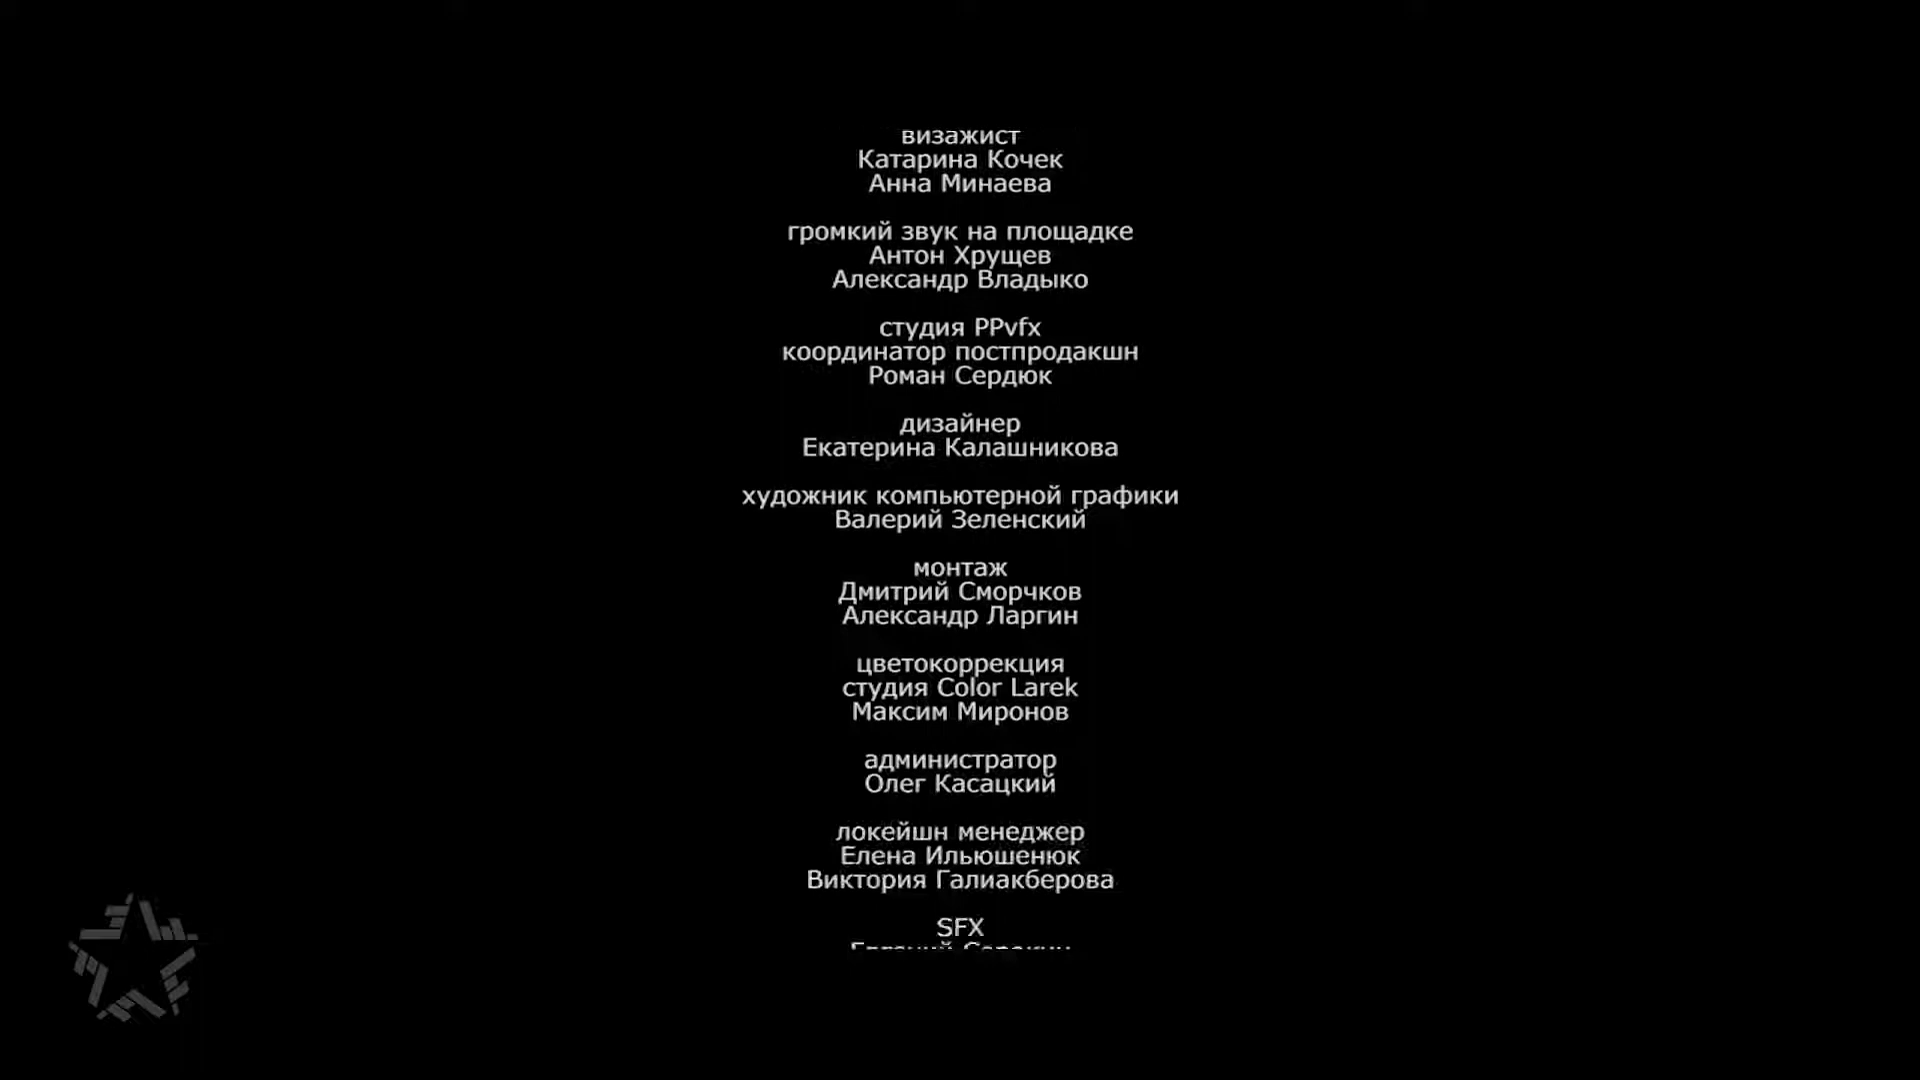 визажист
Катарина Кочек
Анна Минаева
громкий звук на площадке
Антон Хрущев
Александр Владыко
студия PPvfx
координатор постпродакшн
Роман Сердюк
дизайнер
Екатерина Калашникова
художник компьютерной графики
Валерий Зеленский
монтаж
Дмитрий Сморчков
Александр Ларгин
цветокоррекция
студия Color Larek
Максим Миронов
администратор
Олег Касацкий
локейшн менеджер
Елена Ильюшенюк
Виктория Галиакберова
SFX